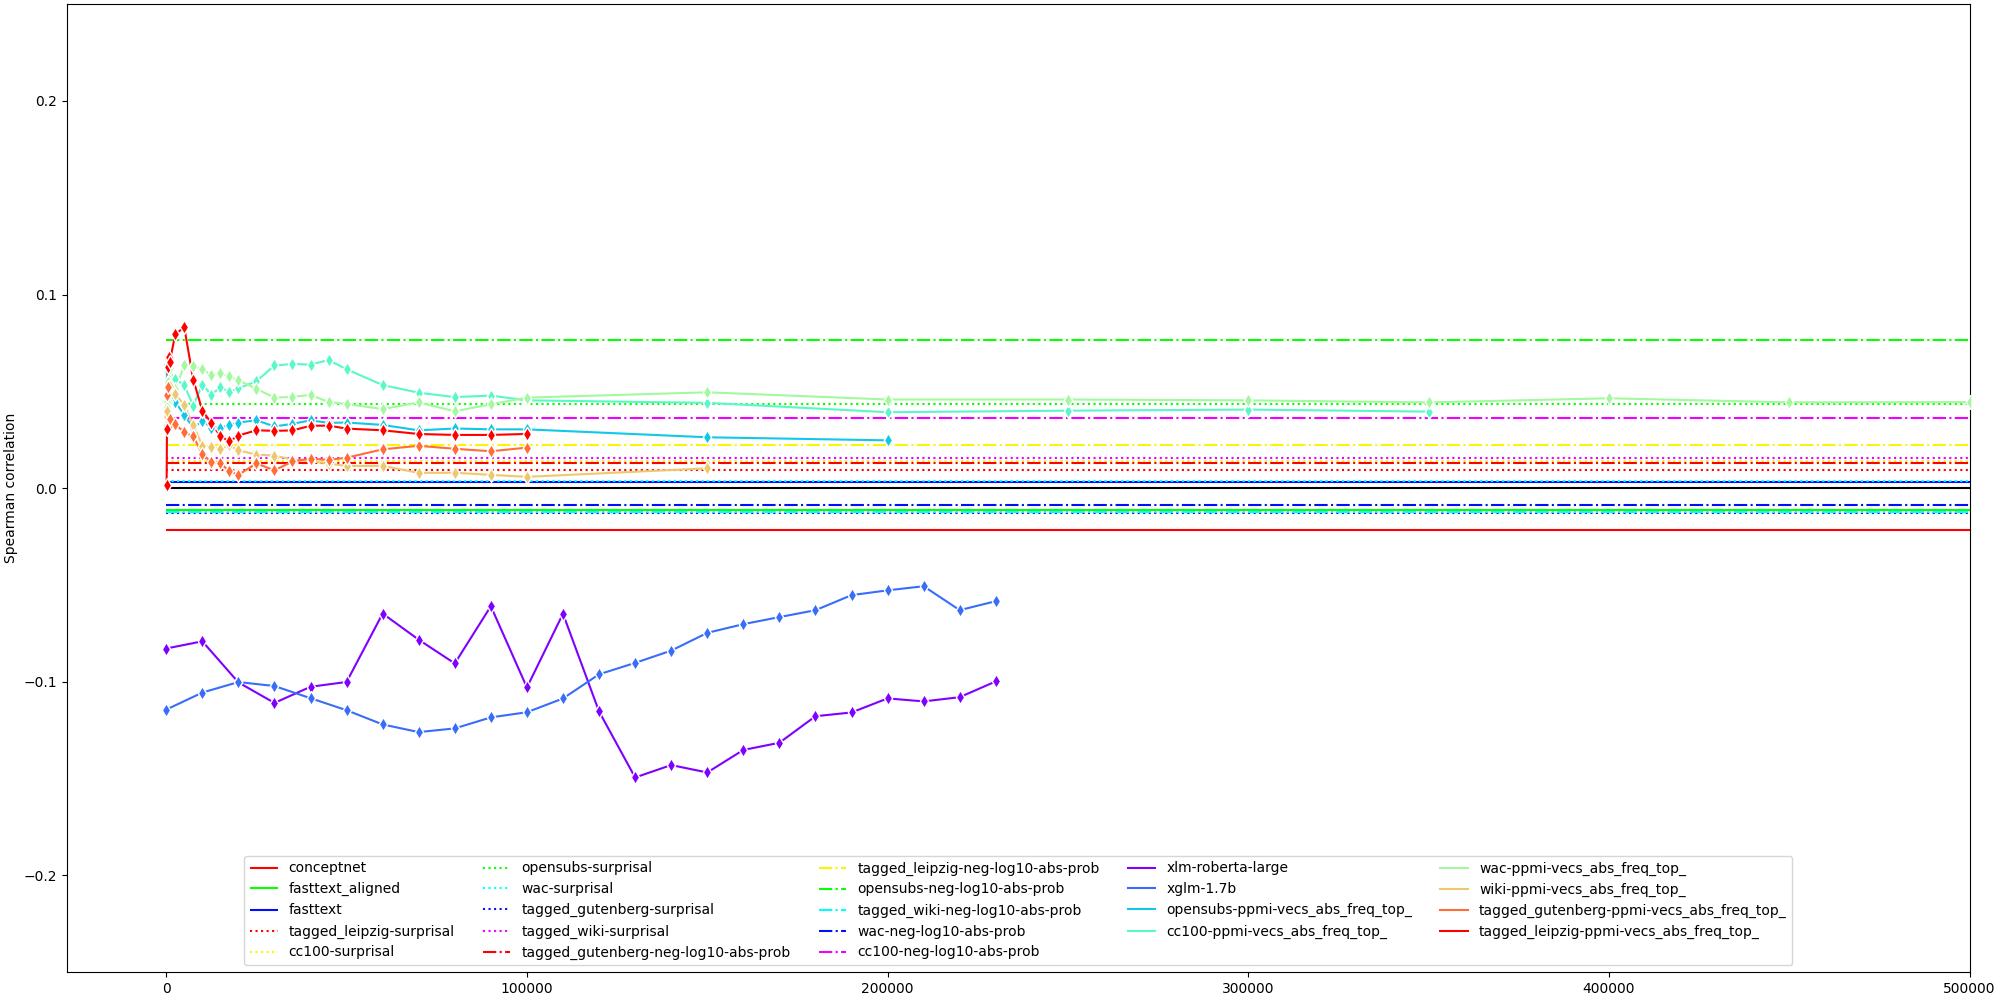 0.2
0.1
0.0
−0.1
−0.2
Spearman correlation
conceptnet
fasttext_aligned
fasttext
tagged_leipzig-surprisal
cc100-surprisal
opensubs-surprisal
wac-surprisal
tagged_gutenberg-surprisal
tagged_wiki-surprisal
tagged_gutenberg-neg-log10-abs-prob
tagged_leipzig-neg-log10-abs-prob
opensubs-neg-log10-abs-prob
tagged_wiki-neg-log10-abs-prob
wac-neg-log10-abs-prob
cc100-neg-log10-abs-prob
xlm-roberta-large
xglm-1.7b
opensubs-ppmi-vecs_abs_freq_top_
cc100-ppmi-vecs_abs_freq_top_
wac-ppmi-vecs_abs_freq_top_
wiki-ppmi-vecs_abs_freq_top_
tagged_gutenberg-ppmi-vecs_abs_freq_top_
tagged_leipzig-ppmi-vecs_abs_freq_top_
0 100000 200000 300000 400000 500000